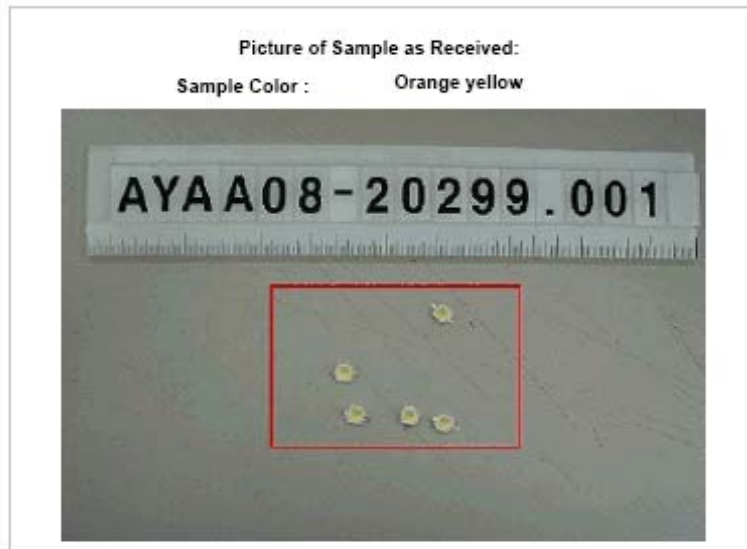 Picture of Sample as Received:
Sample Color : Orange yellow
AYAA08-20299.001